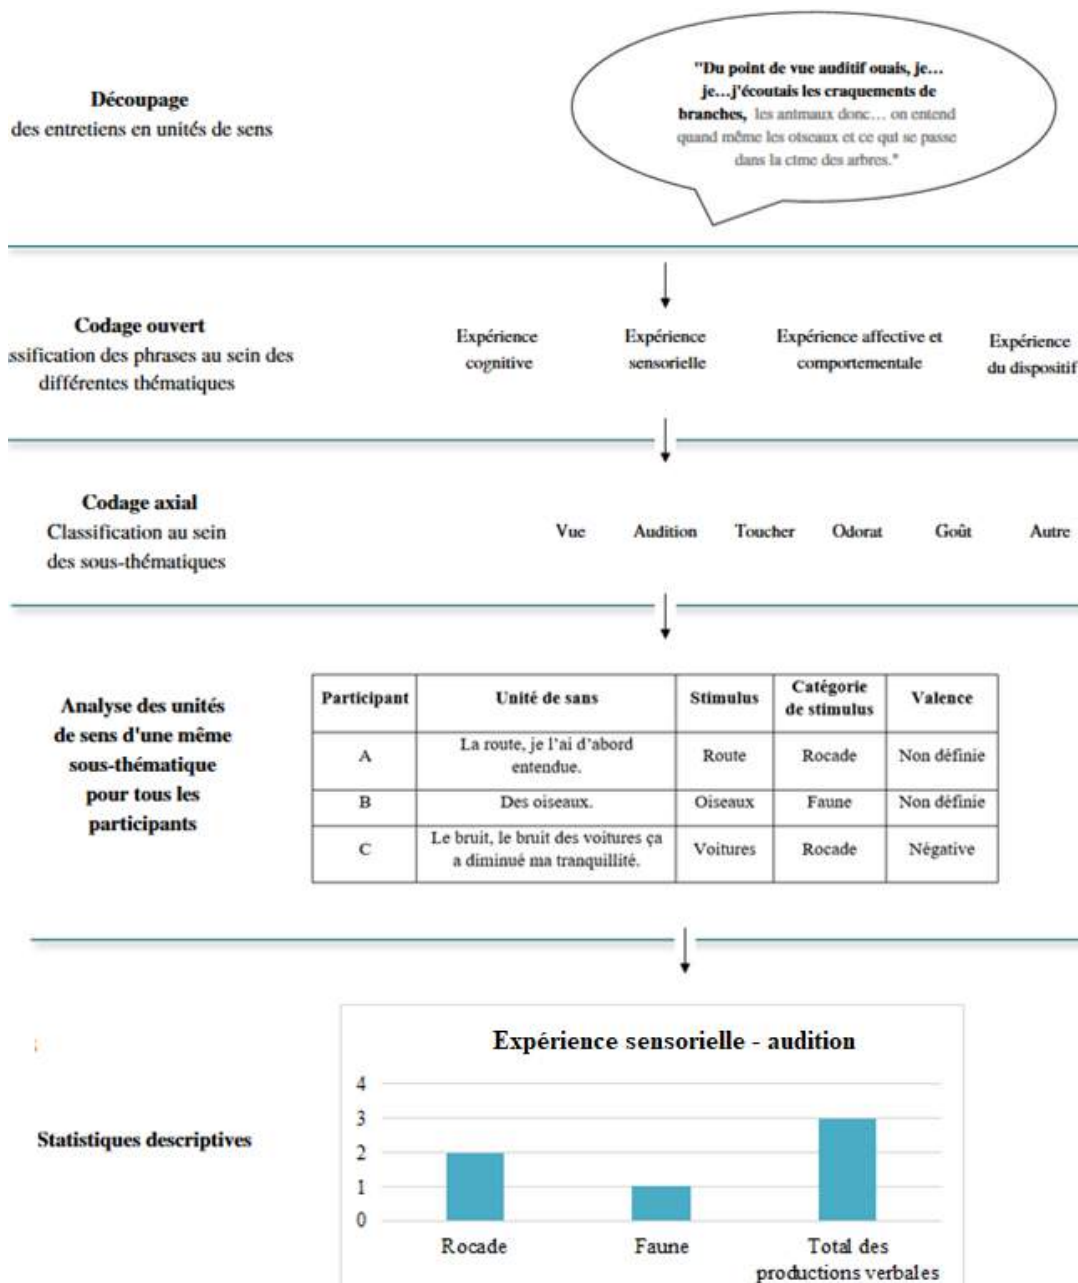 Découpage
des entretiens en unités de sens
"Du point de vue auditif ouais, je…
je…j'écoutais les craquements de
branches, les animaux donc… on entend
quand même les oiseaux et ce qui se passe
dans la cime des arbres."
Codage ouvert
ssification des phrases au sein des
différentes thématiques
Expérience
cognitive
Expérience
sensorielle
Expérience affective et
comportementale
Expérience
du dispositif
Codage axial
Classification au sein
des sous-thématiques
Vue Audition Toucher Odorat Goût Autre
Analyse des unités
de sens d'une même
sous-thématique
pour tous les
participants
Participant Unité de sans Stimulus Catégorie
de stimulus Valence
A La route, je l'ai d'abord
entendue. Route Rocade Non définie
B Des oiseaux. Oiseaux Faune Non définie
C Le bruit, le bruit des voitures ça
a diminué ma tranquillité. Voitures Rocade Négative
Statistiques descriptives
Expérience sensorielle - audition
4
3
2
1
0
Rocade Faune Total des
productions verbales